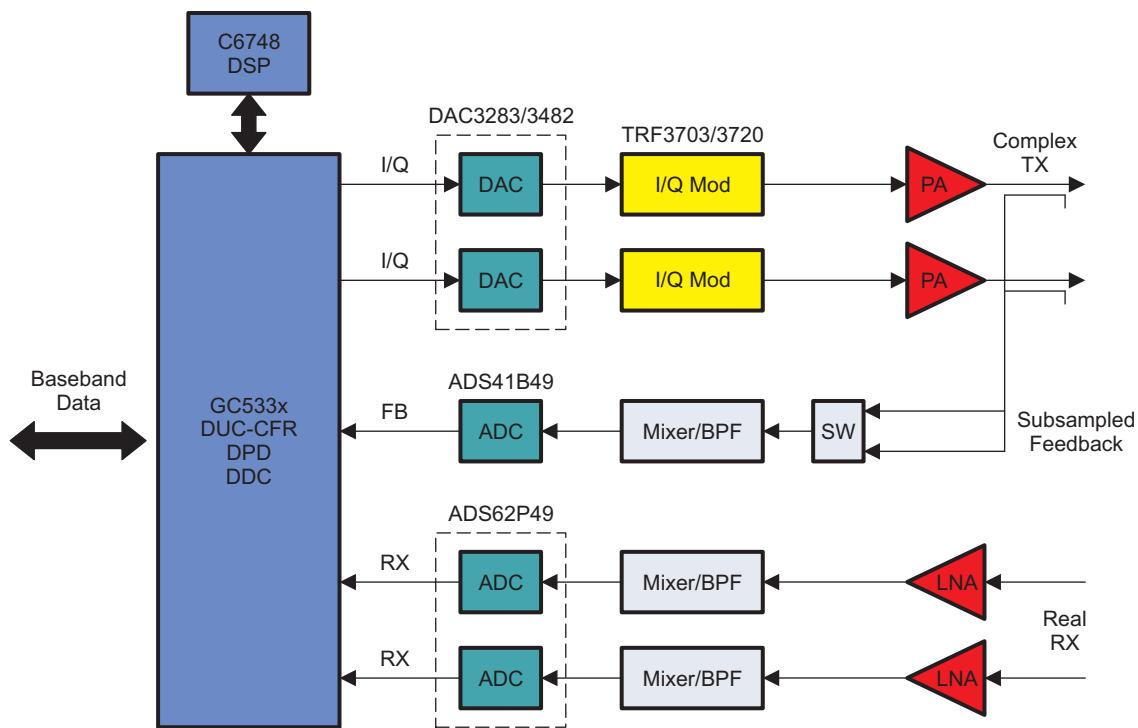 C6748
DSP
DAC3283/3482
TRF3703/3720
Complex
TX
I/Q
DAC
I/Q Mod
PA
I/Q
DAC
I/Q Mod
PA
Baseband
Data
GC533x
DUC-CFR
DPD
DDC
ADS41B49
FB
ADC
Mixer/BPF
SW
Subsampled
Feedback
ADS62P49
RX
ADC
Mixer/BPF
LNA
Real
RX
RX
ADC
Mixer/BPF
LNA